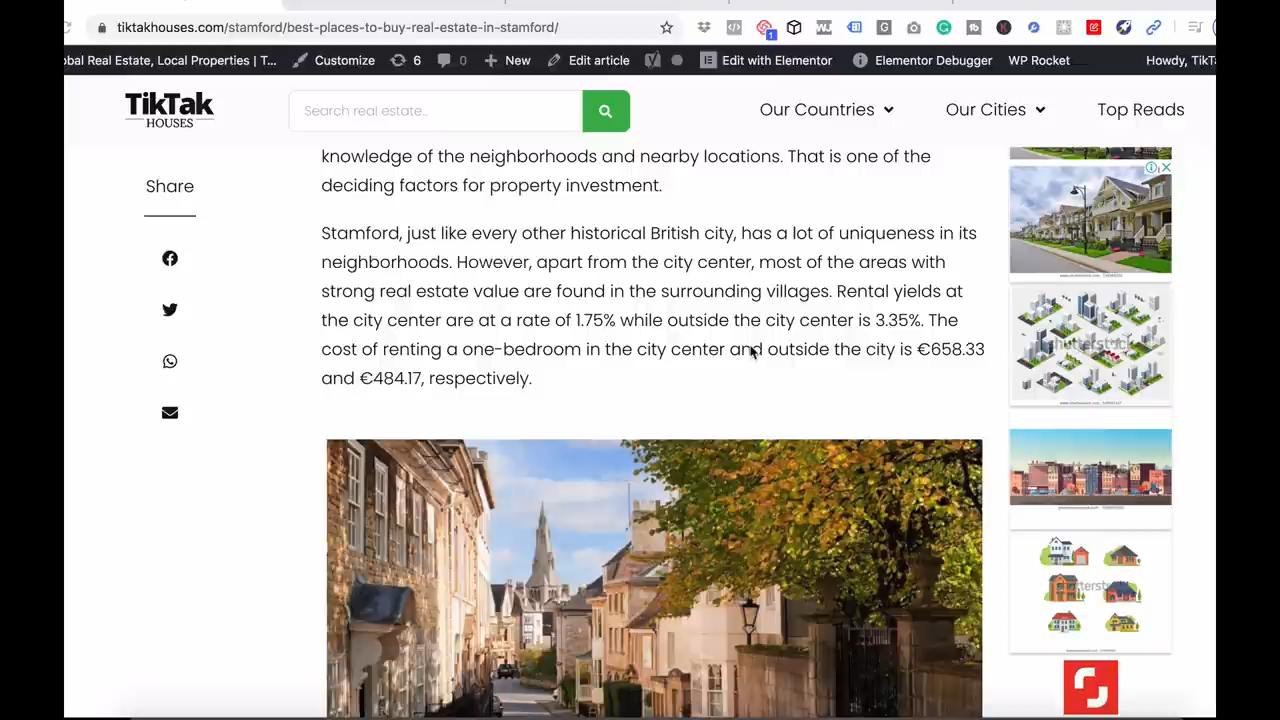 tiktakhouses.com/stamford/best-places-to-buy-real-estate-in-stamford/
1
obal Real Estate, Local Properties | T...
Customize
6
0
New
Edit article
Edit with Elementor
Elementor Debugger
WP Rocket
Howdy, TikT
TikTak
HOUSES
Search real estate...
Our Countries
Our Cities
Top Reads
Share
knowledge of the neighborhoods and nearby locations. That is one of the
deciding factors for property investment.
Stamford, just like every other historical British city, has a lot of uniqueness in its
neighborhoods. However, apart from the city center, most of the areas with
strong real estate value are found in the surrounding villages. Rental yields at
the city center are at a rate of 1.75% while outside the city center is 3.35%. The
cost of renting a one-bedroom in the city center and outside the city is €658.33
and €484.17, respectively.